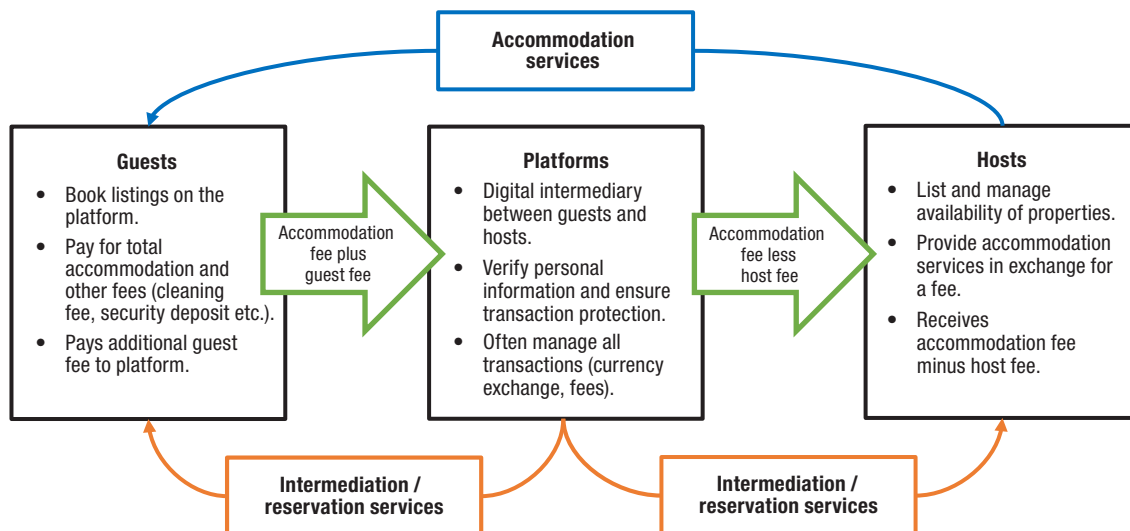 Accommodation
services
Guests
• Book listings on the
platform.
• Pay for total
accommodation and
other fees (cleaning
fee, security deposit etc.).
• Pays additional guest
fee to platform.
Accommodation
fee plus
guest fee
Platforms
• Digital intermediary
between guests and
hosts.
• Verify personal
information and ensure
transaction protection.
• Often manage all
transactions (currency
exchange, fees).
Accommodation
fee less
host fee
Hosts
• List and manage
availability of properties.
• Provide accommodation
services in exchange for
a fee.
• Receives
accommodation fee
minus host fee.
Intermediation /
reservation services
Intermediation /
reservation services